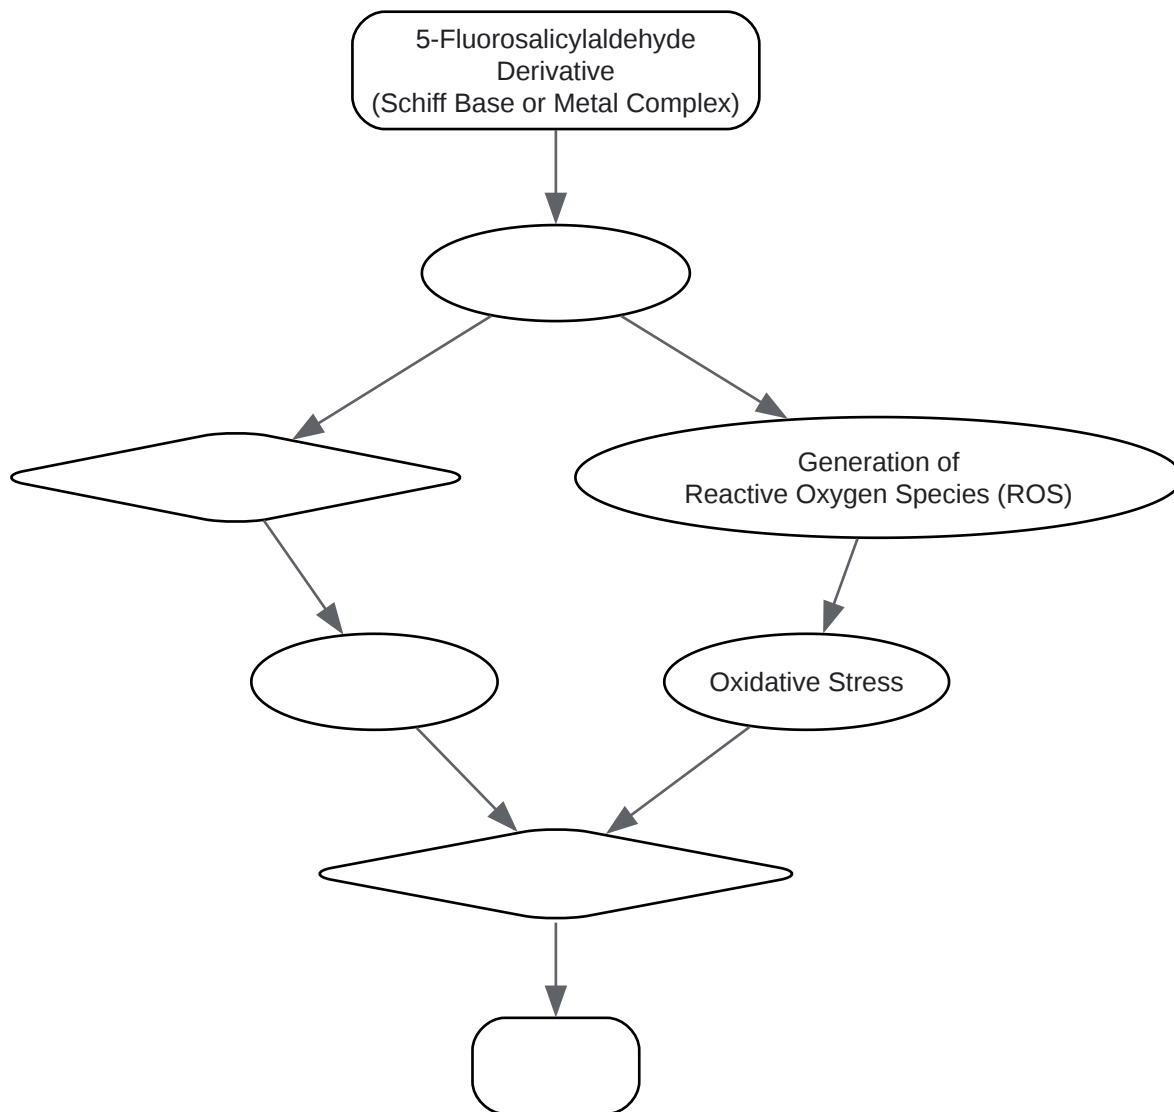 5-Fluorosalicylaldehyde
Derivative
(Schiff Base or Metal Complex)
Generation of
Reactive Oxygen Species (ROS)
Oxidative Stress